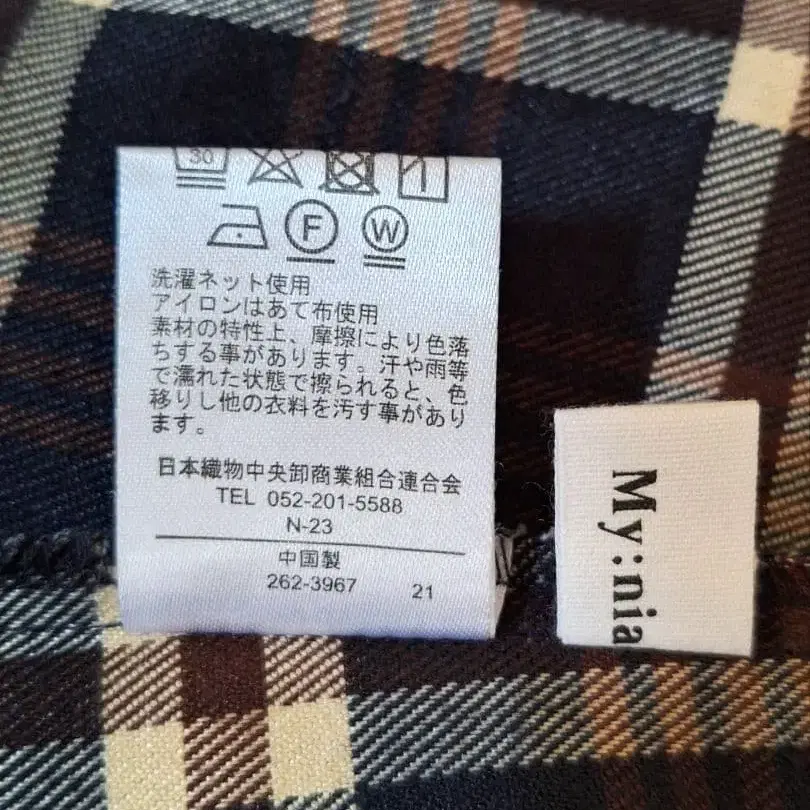 30
F
W
洗濯ネット使用
アイロンはあて布使用
素材の特性上、摩擦により色落
ちする事があります。汗や雨等
で濡れた状態で擦られると、色
移りし他の衣料を汚す事があり
ます。
日本織物中央卸商業組合連合会
TEL 052-201-5588
N-23
中国製
262-3967 21
My:nia